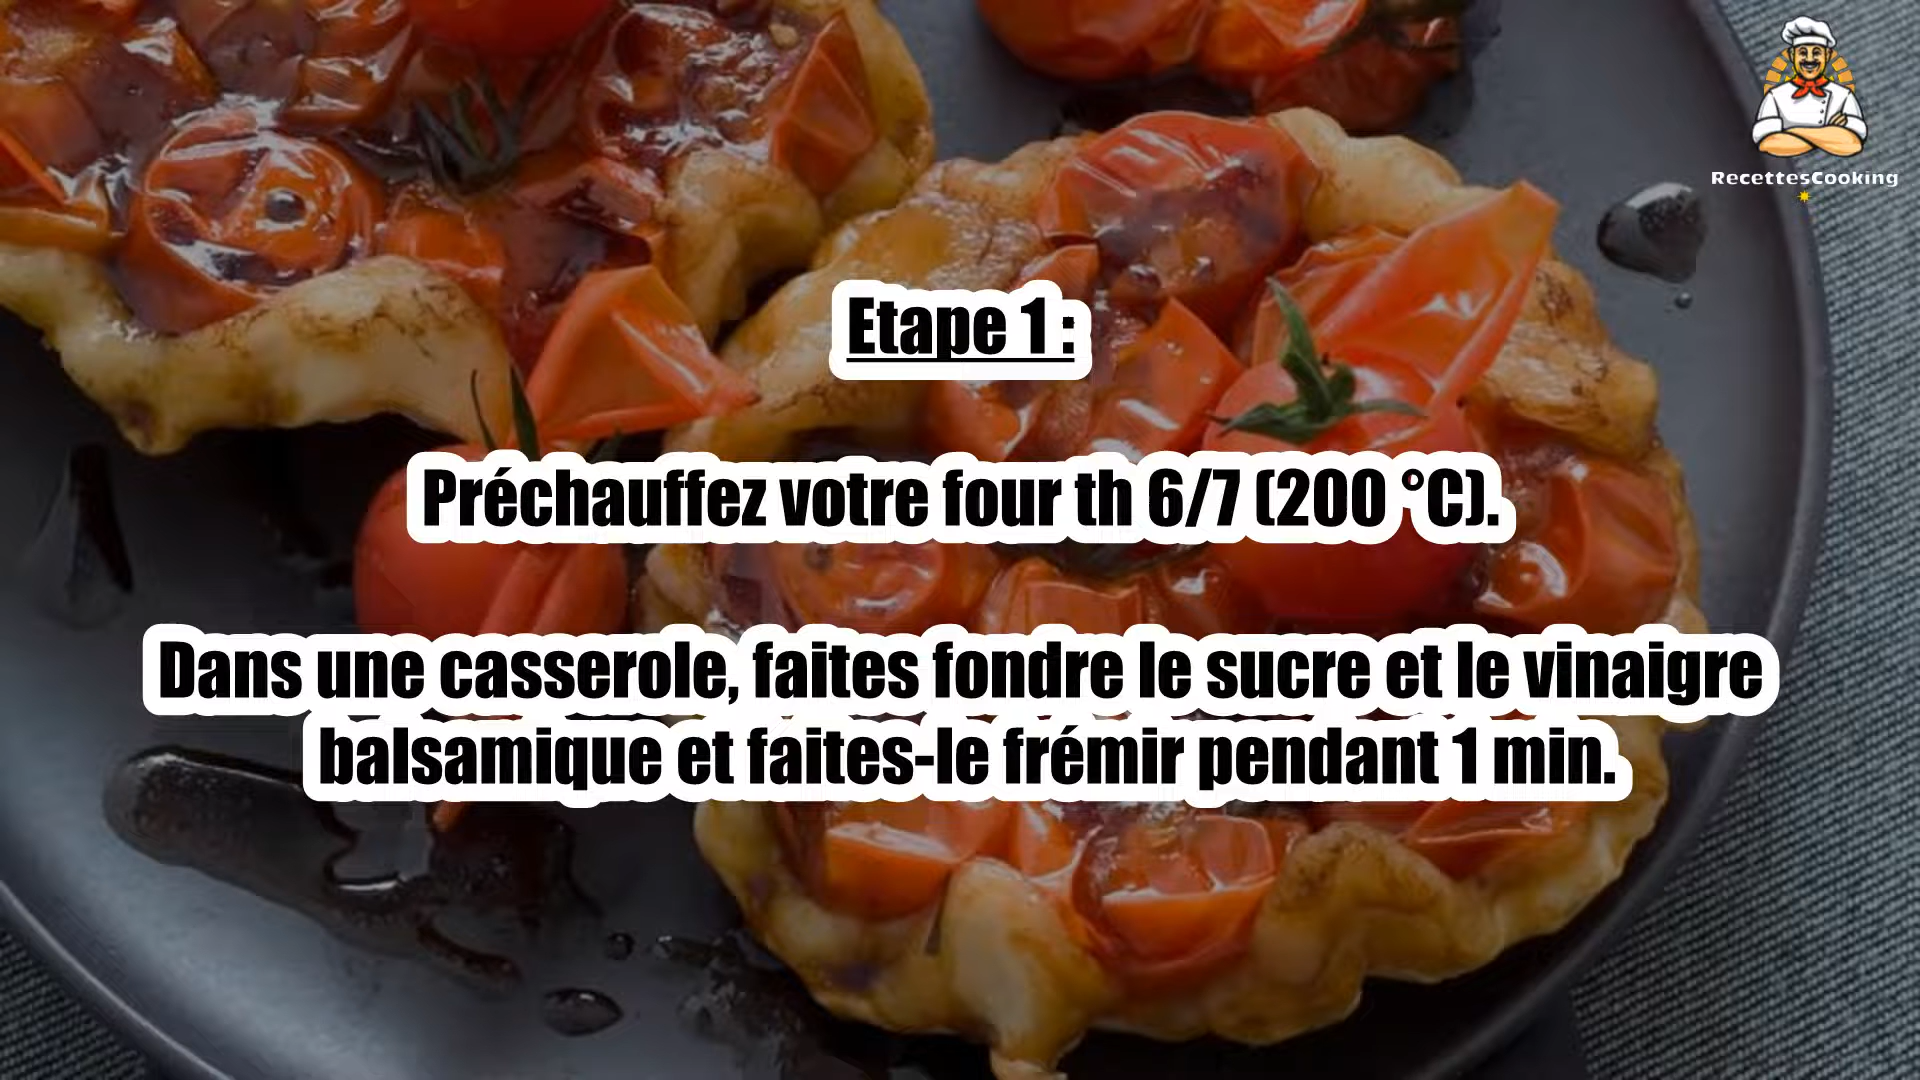 RecettesCooking
Etape 1 :
Préchauffez votre four th 6/7 (200 °C).
Dans une casserole, faites fondre le sucre et le vinaigre
balsamique et faites-le frémir pendant 1 min.